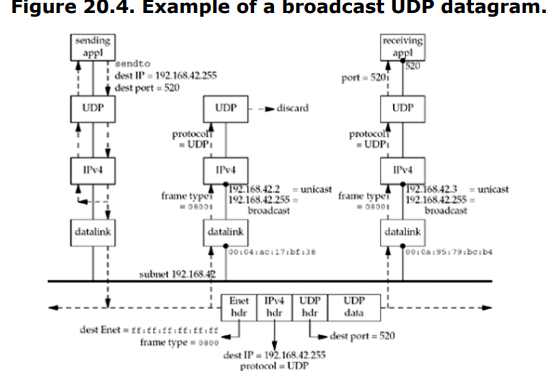 Figure 20.4. Example of a broadcast UDP datagram.
sending
appl
sendto
dest IP = 192.168.42.255
dest port = 520
receiving
appl
520
port = 520
UDP
UDP
discard
UDP
protocol
= UDP
protocol
= UDP
IPv4
IPv4
192.168.42.2 = unicast
192.168.42.255 =
broadcast
frame type
= 0800
IPv4
192.168.42.3 = unicast
192.168.42.255 =
broadcast
frame type
= 0800
datalink
datalink
00:04:ac:17:bf:38
datalink
00:0a:95:79:bc:b4
subnet 192.168.42
Enet
hdr
IPv4
hdr
UDP
hdr
UDP
data
dest Enet = ff:ff:ff:ff:ff:ff
frame type = 0800
dest port = 520
dest IP = 192.168.42.255
protocol = UDP